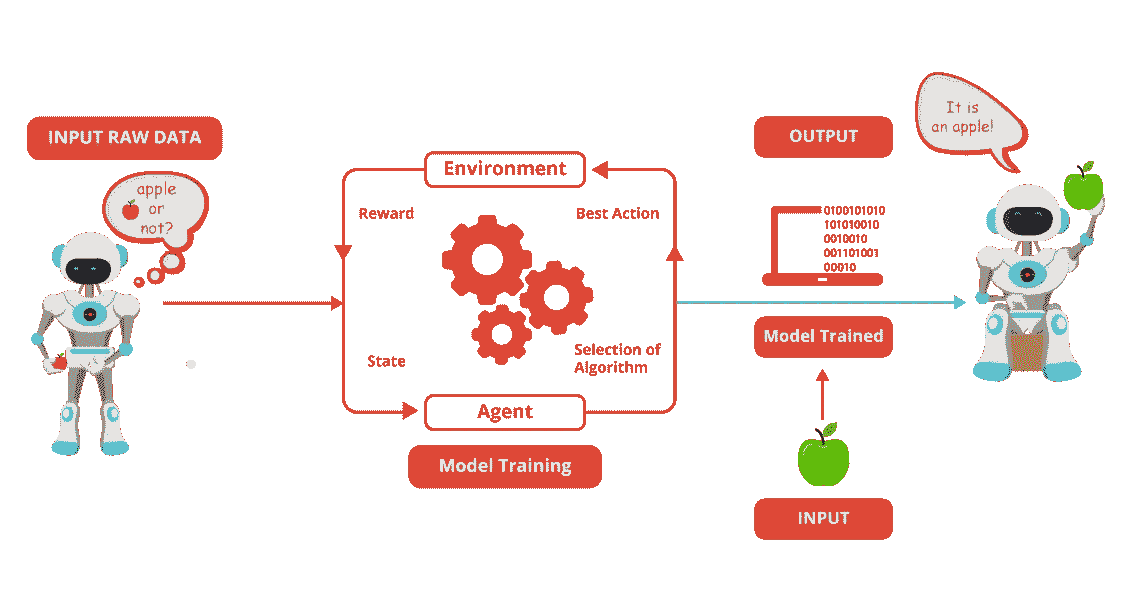 INPUT RAW DATA
apple
or
not?
Environment
Reward
Best Action
State
Selection of
Algorithm
Agent
Model Training
OUTPUT
0100101010
101010010
0010010
001101001
00010
Model Trained
INPUT
It is
an apple!